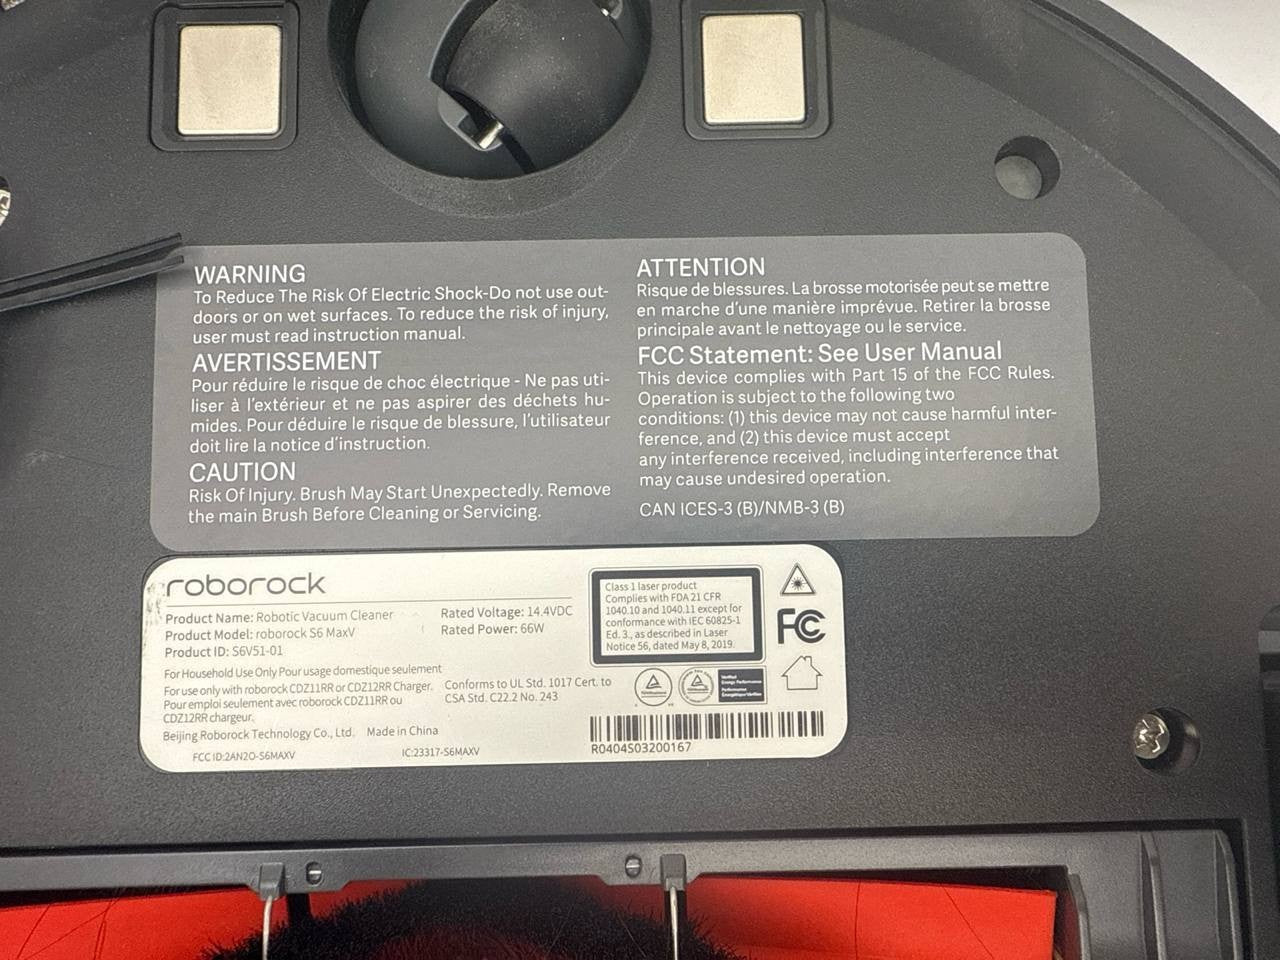 WARNING
To Reduce The Risk Of Electric Shock-Do not use out-
doors or on wet surfaces. To reduce the risk of injury,
user must read instruction manual.
AVERTISSEMENT
Pour réduire le risque de choc électrique - Ne pas uti-
liser à l'extérieur et ne pas aspirer des déchets hu-
mides. Pour déduire le risque de blessure, l'utilisateur
doit lire la notice d'instruction.
CAUTION
Risk Of Injury. Brush May Start Unexpectedly. Remove
the main Brush Before Cleaning or Servicing.
ATTENTION
Risque de blessures. La brosse motorisée peut se mettre
en marche d'une manière imprévue. Retirer la brosse
principale avant le nettoyage ou le service.
FCC Statement: See User Manual
This device complies with Part 15 of the FCC Rules.
Operation is subject to the following two
conditions: (1) this device may not cause harmful inter-
ference, and (2) this device must accept
any interference received, including interference that
may cause undesired operation.
CAN ICES-3 (B)/NMB-3 (B)
roborock
Product Name: Robotic Vacuum Cleaner
Product Model: roborock S6 MaxV
Product ID: S6V51-01
Rated Voltage: 14.4VDC
Rated Power: 66W
For Household Use Only Pour usage domestique seulement
For use only with roborock CDZ11RR or CDZ12RR Charger.
Pour emploi seulement avec roborock CDZ11RR ou
CDZ12RR chargeur.
Conforms to UL Std. 1017 Cert. to
CSA Std. C22.2 No. 243
Beijing Roborock Technology Co., Ltd. Made in China
FCC ID:2AN2O-S6MAXV
IC:23317-S6MAXV
Class 1 laser product
Complies with FDA 21 CFR
1040.10 and 1040.11 except for
conformance with IEC 60825-1
Ed. 3., as described in Laser
Notice 56, dated May 8, 2019.
FC
Verified
Energy Performance
Performance
Énergétique Vérifiée
R0404S03200167